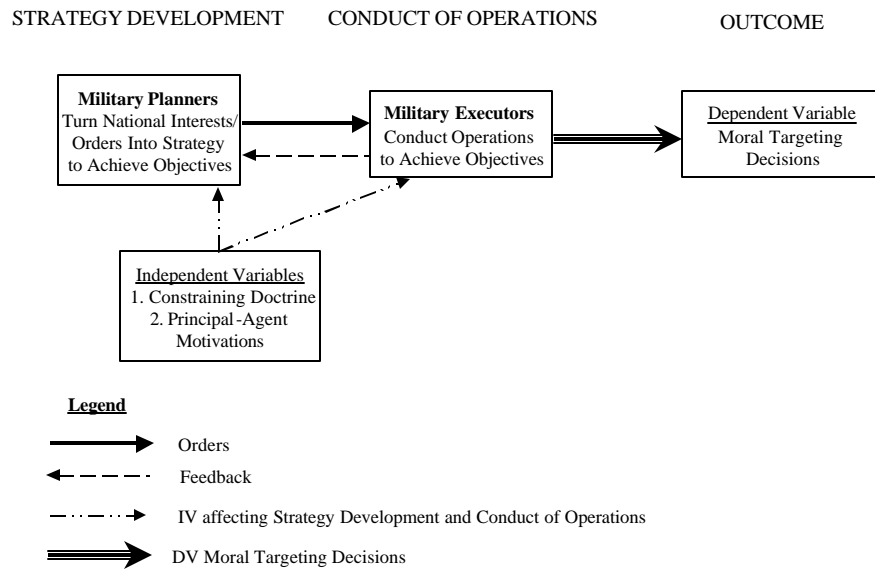 STRATEGY DEVELOPMENT
CONDUCT OF OPERATIONS
OUTCOME
Military Planners
Turn National Interests/
Orders Into Strategy
to Achieve Objectives
Military Executors
Conduct Operations
to Achieve Objectives
Dependent Variable
Moral Targeting
Decisions
Independent Variables
1. Constraining Doctrine
2. Principal-Agent
Motivations
Legend
Orders
Feedback
IV affecting Strategy Development and Conduct of Operations
DV Moral Targeting Decisions